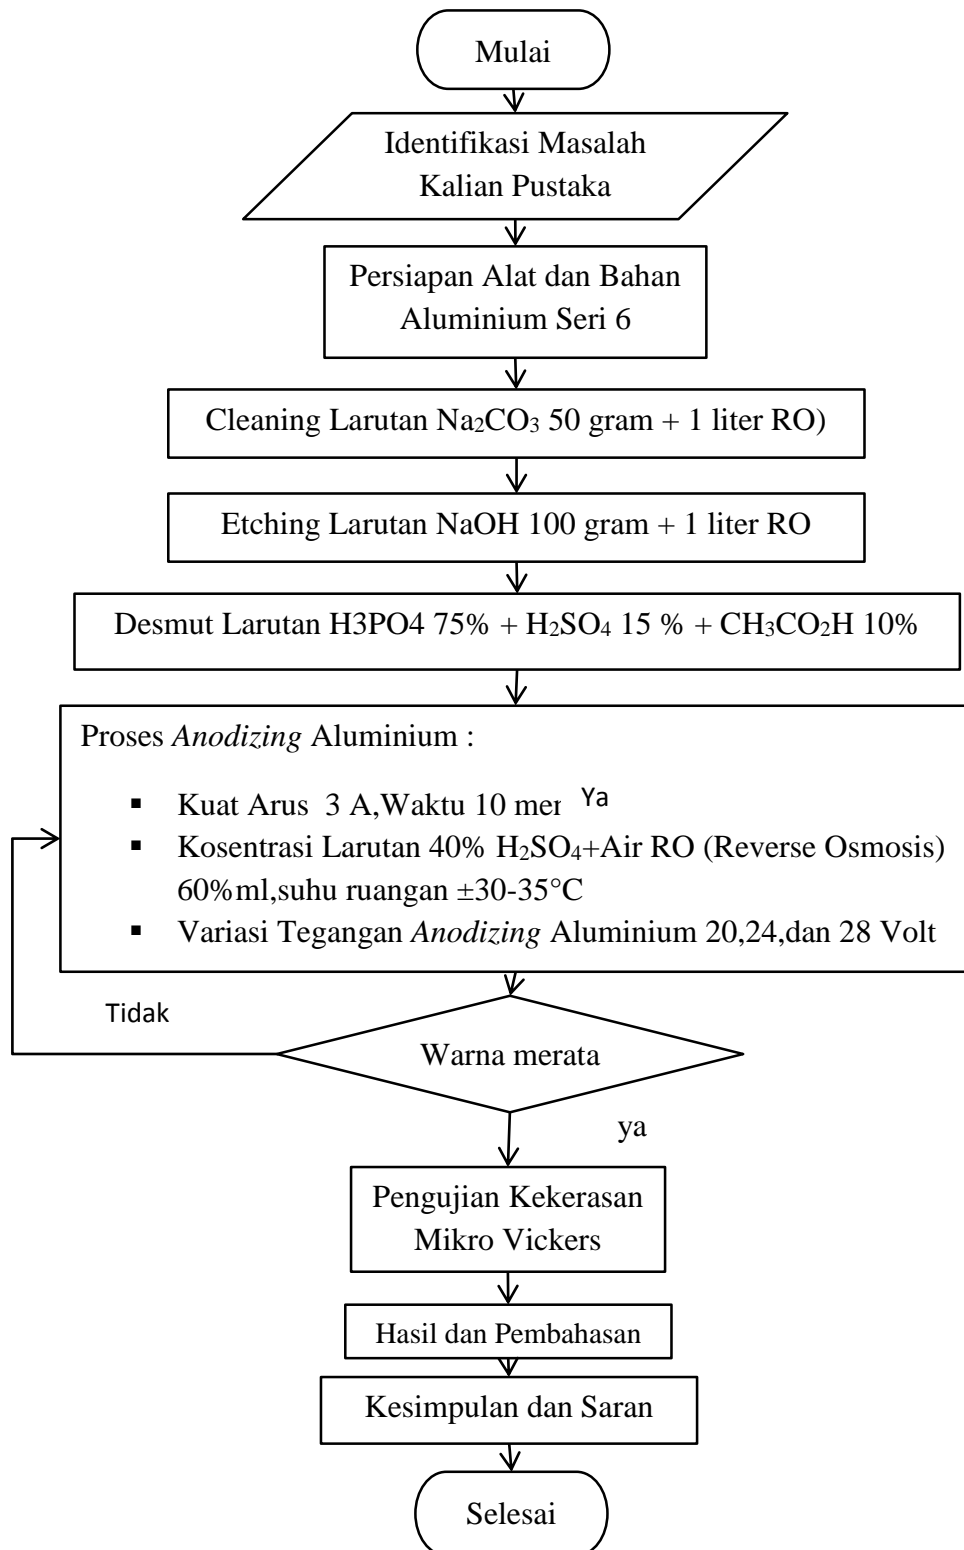 Mulai
Identifikasi Masalah
Kalian Pustaka
Persiapan Alat dan Bahan
Aluminium Seri 6
Cleaning Larutan Na₂CO₃ 50 gram + 1 liter RO)
Etching Larutan NaOH 100 gram + 1 liter RO
Desmut Larutan H3PO4 75% + H₂SO₄ 15 % + CH₃CO₂H 10%
Proses Anodizing Aluminium :
▪ Kuat Arus 3 A,Waktu 10 Ya
▪ Kosentrasi Larutan 40% H₂SO₄+Air RO (Reverse Osmosis)
60%ml,suhu ruangan ±30-35°C
▪ Variasi Tegangan Anodizing Aluminium 20,24,dan 28 Volt
Tidak
Warna merata
ya
Pengujian Kekerasan
Mikro Vickers
Hasil dan Pembahasan
Kesimpulan dan Saran
Selesai